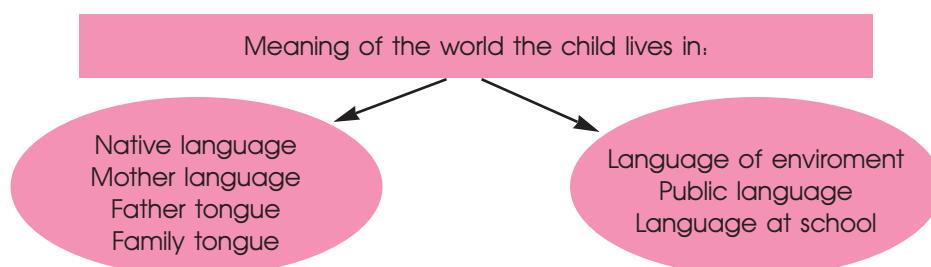 Meaning of the world the child lives in:
Native language
Mother language
Father tongue
Family tongue
Language of enviroment
Public language
Language at school